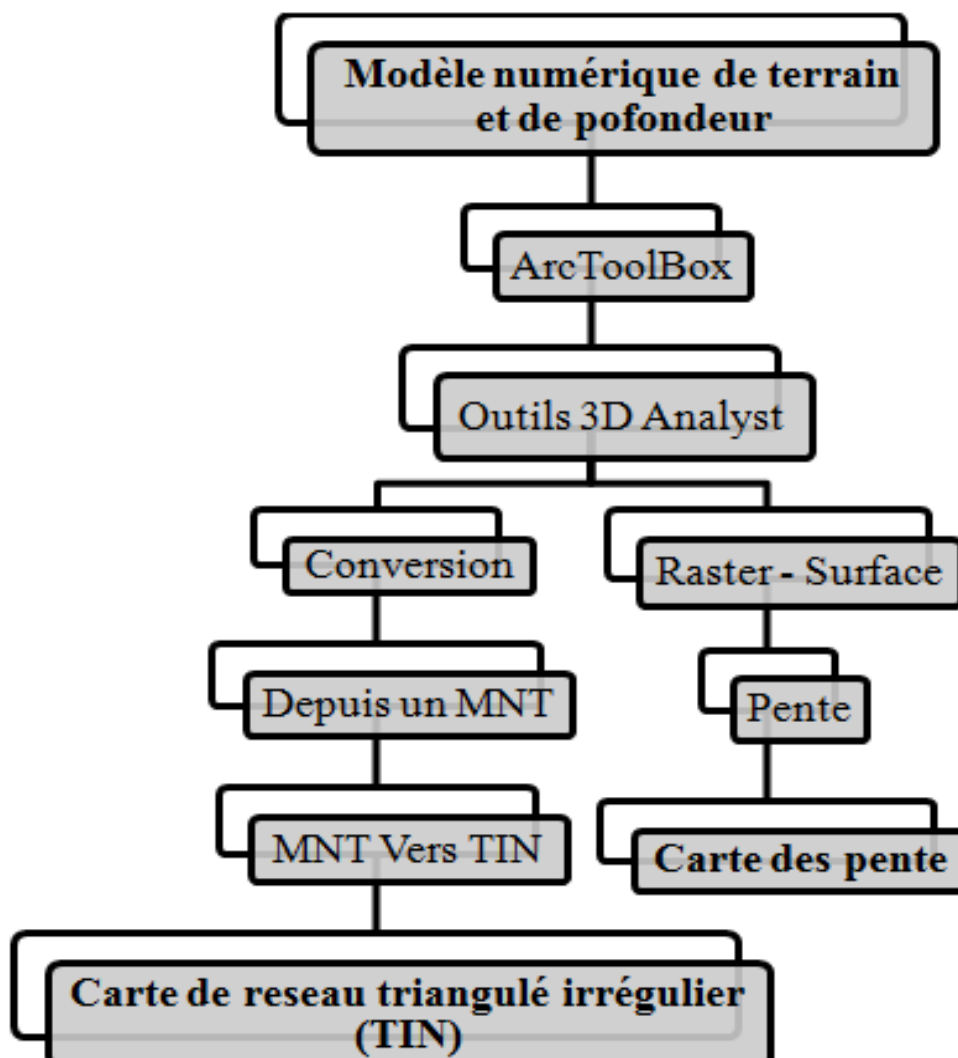 Modèle numérique de terrain
et de pofondeur
ArcToolBox
Outils 3D Analyst
Conversion
Raster - Surface
Depuis un MNT
Pente
MNT Vers TIN
Carte des pente
Carte de reseau triangulé irrégulier
(TIN)